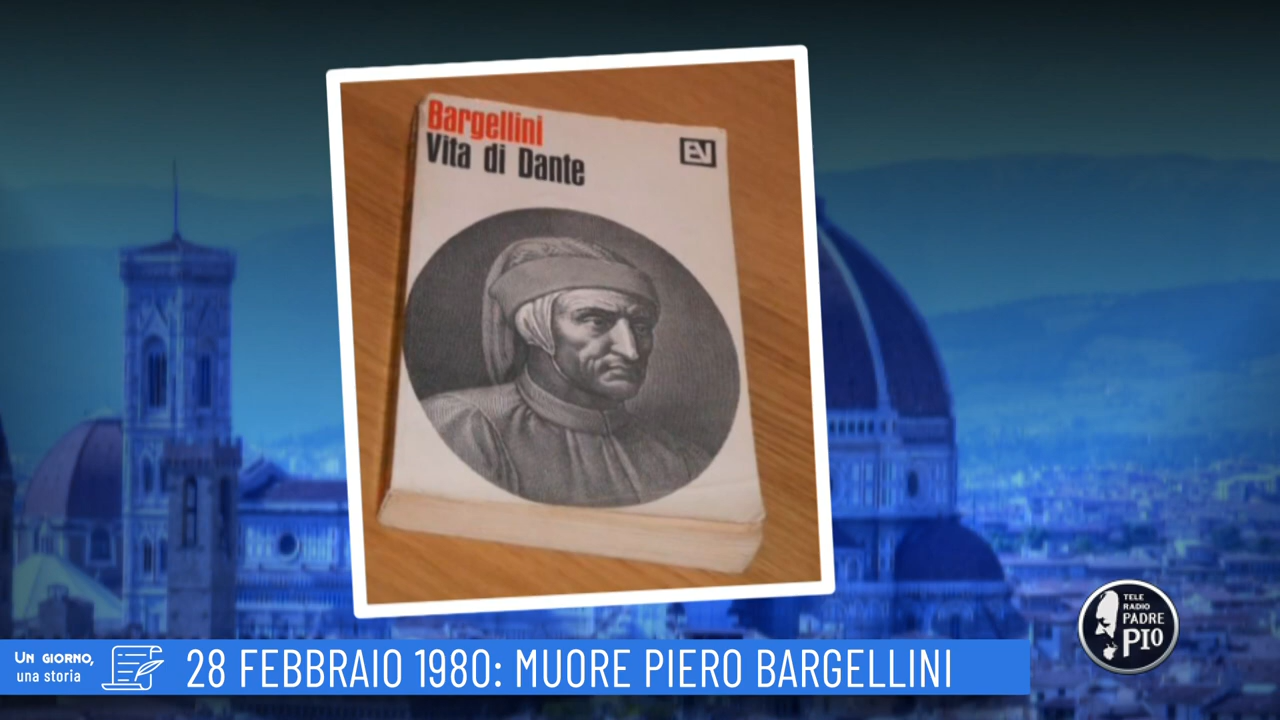 Bargellini
Vita di Dante
EV
Un giorno,
una storia
28 FEBBRAIO 1980: MUORE PIERO BARGELLINI
TELE
RADIO
PADRE
PIO